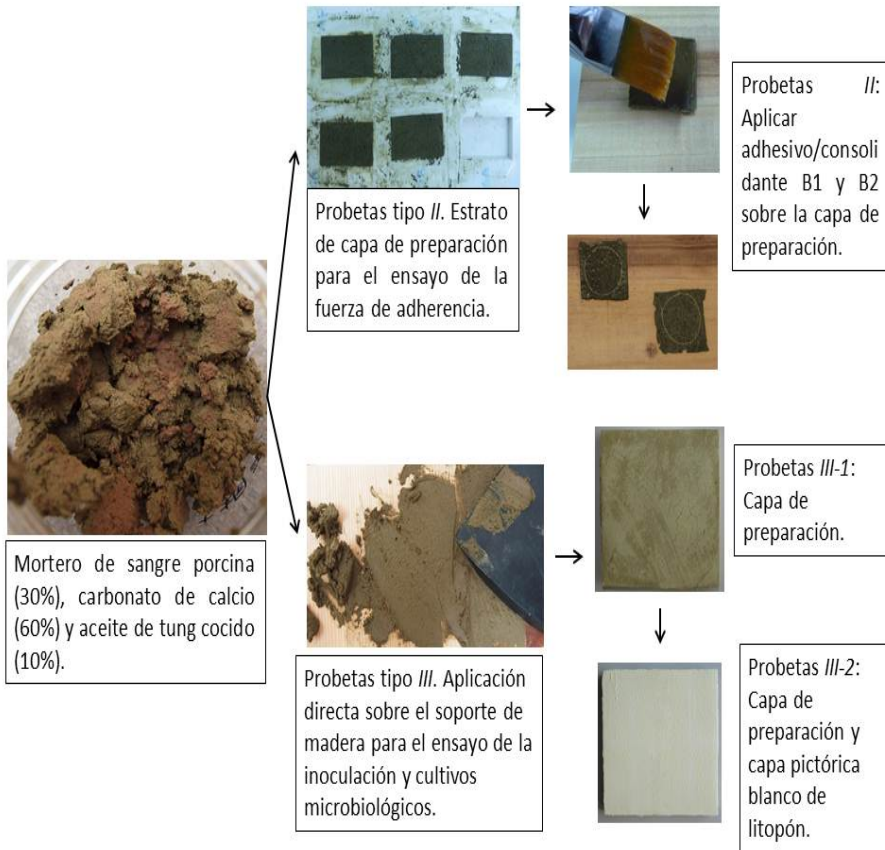 Mortero de sangre porcina
(30%), carbonato de calcio
(60%) y aceite de tung cocido
(10%).
Probetas tipo II. Estrato
de capa de preparación
para el ensayo de la
fuerza de adherencia.
Probetas II:
Aplicar
adhesivo/consoli
dante B1 y B2
sobre la capa de
preparación.
Probetas tipo III. Aplicación
directa sobre el soporte de
madera para el ensayo de la
inoculación y cultivos
microbiológicos.
Probetas III-1:
Capa de
preparación.
Probetas III-2:
Capa de
preparación y
capa pictórica
blanco de
litopón.